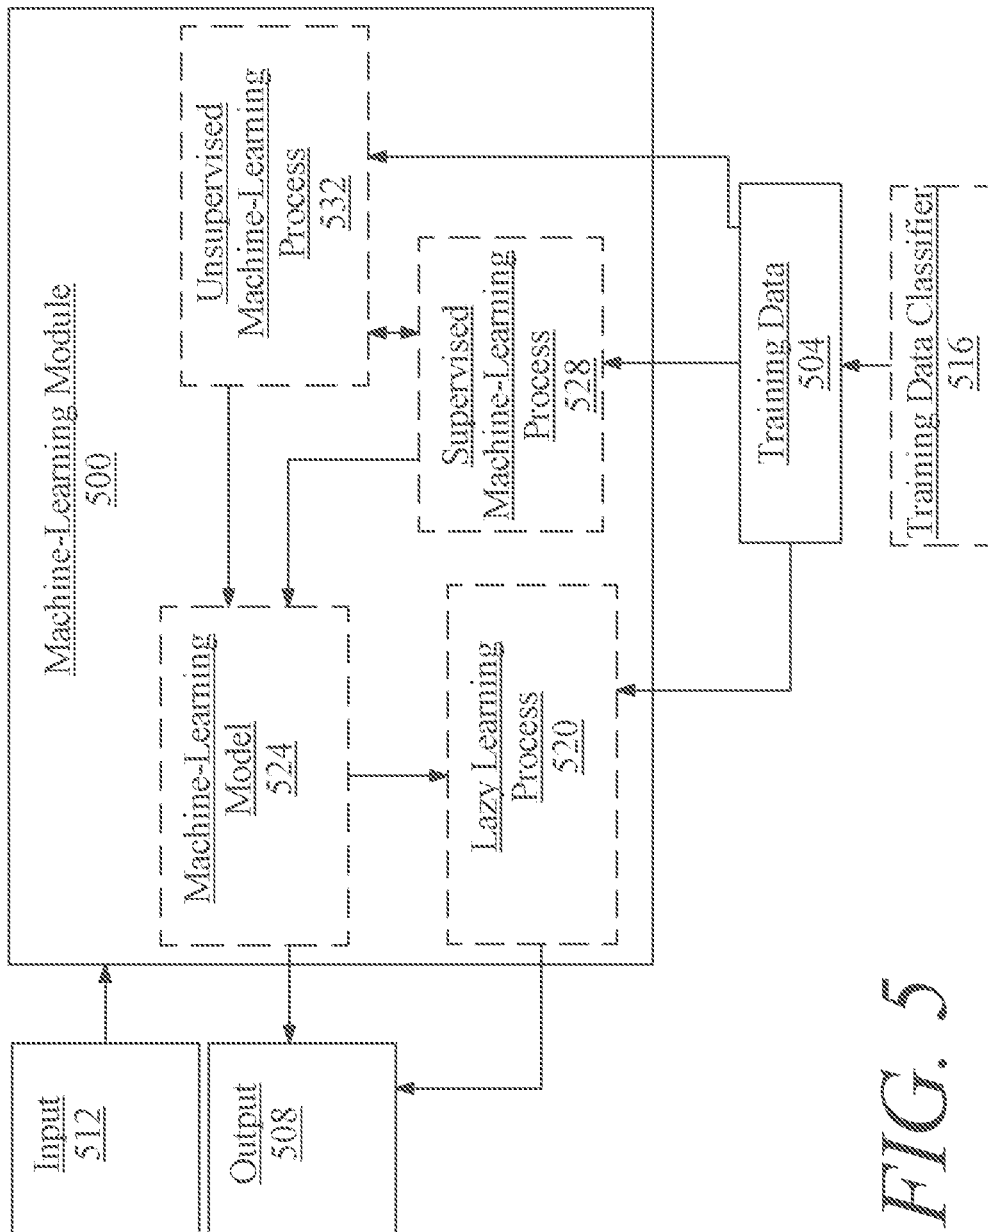 Machine-Learning Module
500
Input
512
Output
508
Machine-Learning
Model
524
Unsupervised
Machine-Learning
Process
532
Lazy Learning
Process
520
Supervised
Machine-Learning
Process
528
Training Data
504
Training Data Classifier
516
FIG. 5